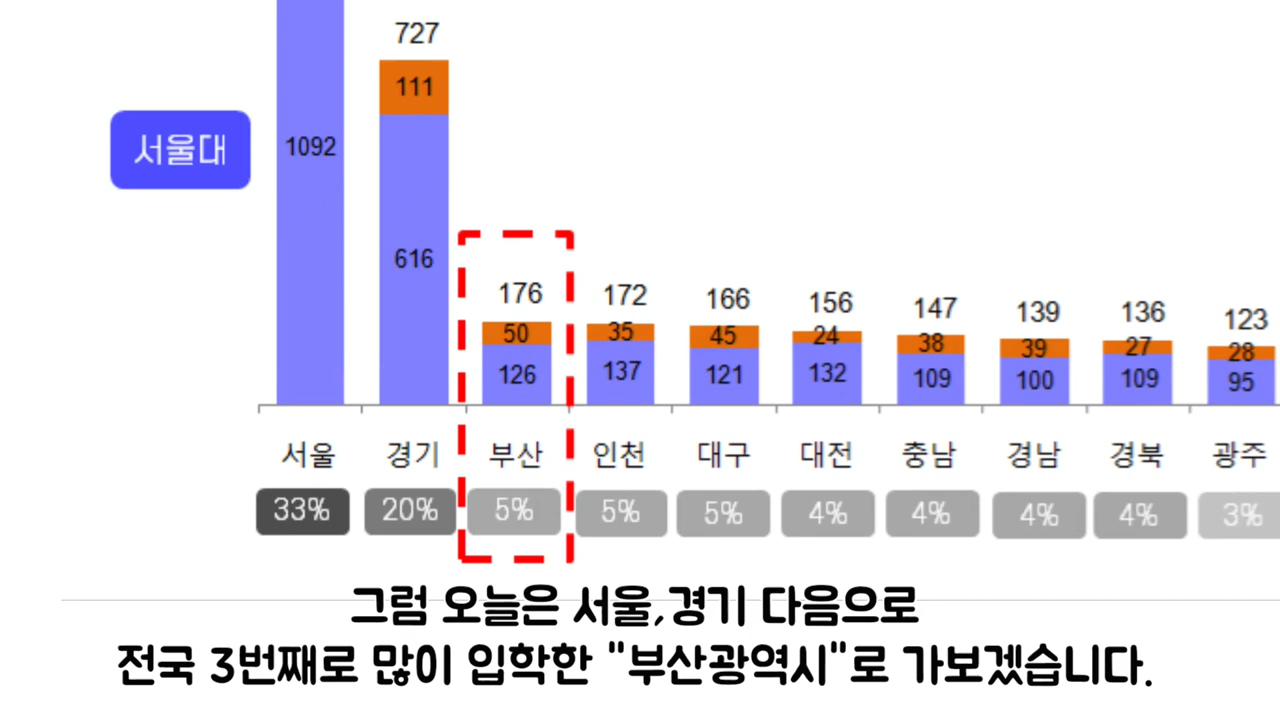 727
111
서울대
1092
616
176 172 166 156 147 139 136 123
50 35 45 24 38 39 27 28
126 137 121 132 109 100 109 95
서울 경기 부산 인천 대구 대전 충남 경남 경북 광주
33% 20% 5% 5% 5% 4% 4% 4% 4% 3%
그럼 오늘은 서울,경기 다음으로
전국 3번째로 많이 입학한 "부산광역시"로 가보겠습니다.